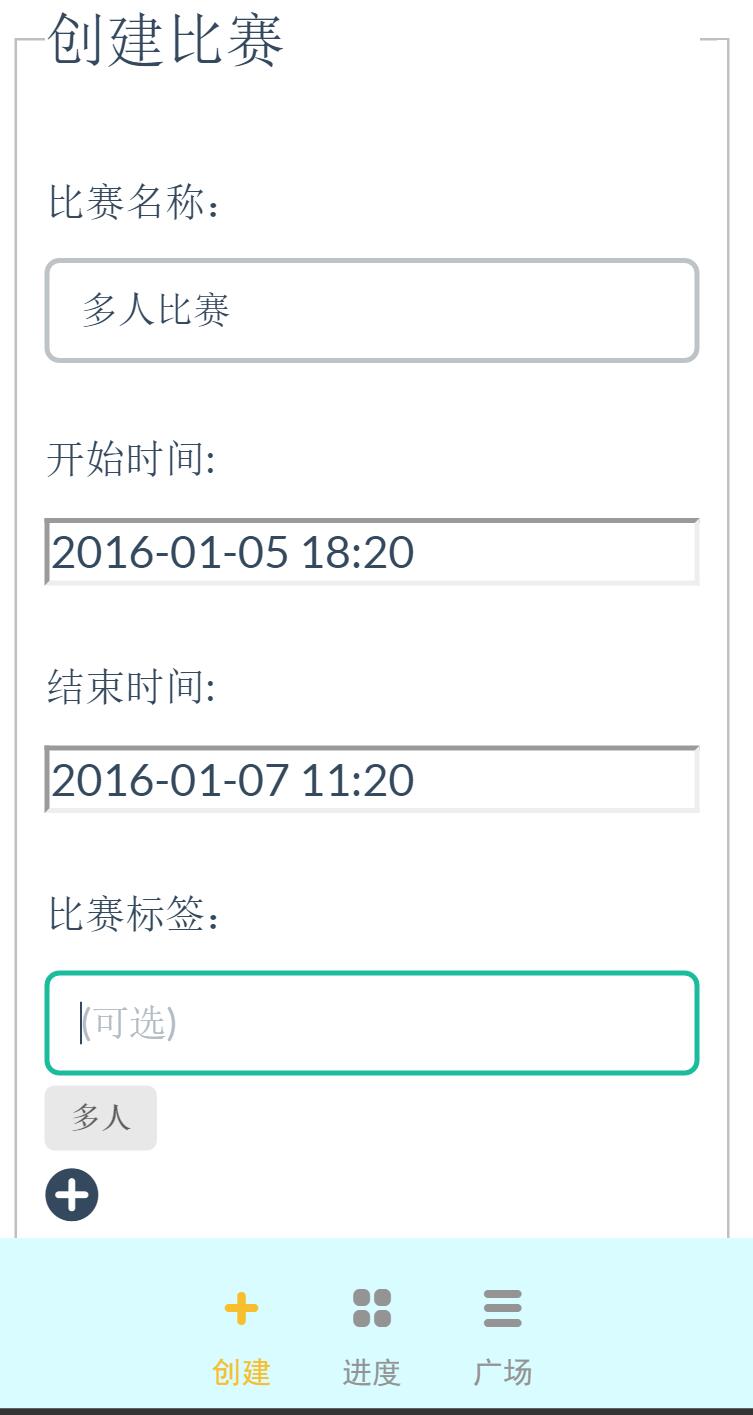 创建比赛
比赛名称：
多人比赛
开始时间:
2016-01-05 18:20
结束时间:
2016-01-07 11:20
比赛标签：
(可选)
多人
创建 进度 广场